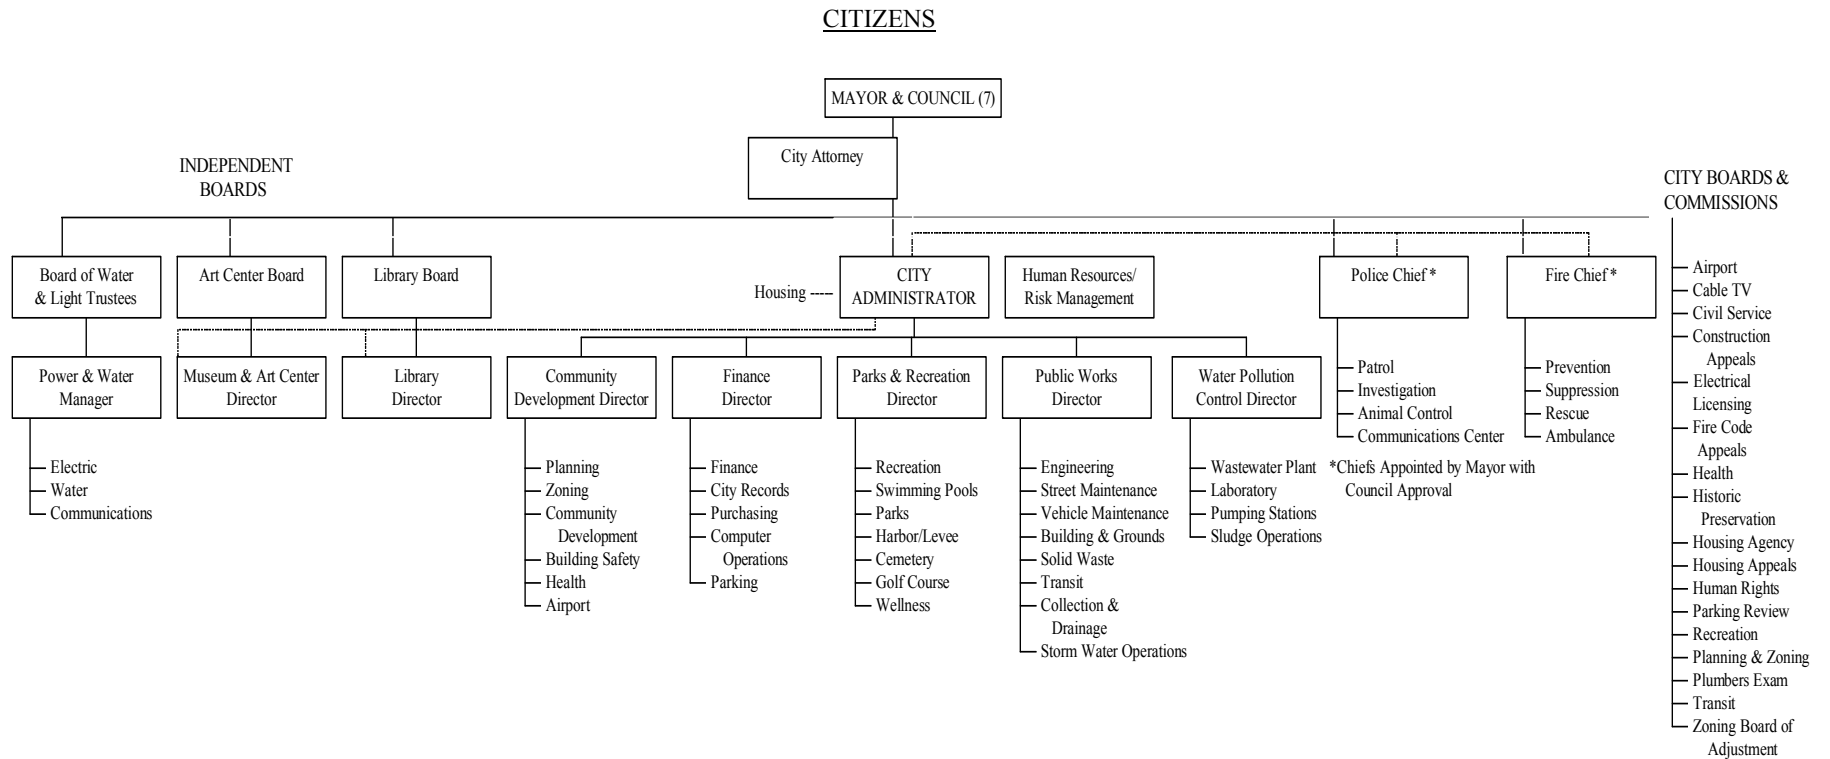 CITIZENS
MAYOR & COUNCIL (7)
City Attorney
INDEPENDENT
BOARDS
CITY BOARDS &
COMMISSIONS
Board of Water
& Light Trustees
Art Center Board
Library Board
Housing
CITY
ADMINISTRATOR
Human Resources/
Risk Management
Police Chief *
Fire Chief *
Power & Water
Manager
Museum & Art Center
Director
Library
Director
Community
Development Director
Finance
Director
Parks & Recreation
Director
Public Works
Director
Water Pollution
Control Director
Electric
Water
Communications
Planning
Zoning
Community
Development
Building Safety
Health
Airport
Finance
City Records
Purchasing
Computer
Operations
Parking
Recreation
Swimming Pools
Parks
Harbor/Levee
Cemetery
Golf Course
Wellness
Engineering
Street Maintenance
Vehicle Maintenance
Building & Grounds
Solid Waste
Transit
Collection &
Drainage
Storm Water Operations
Wastewater Plant
Laboratory
Pumping Stations
Sludge Operations
Patrol
Investigation
Animal Control
Communications Center
Prevention
Suppression
Rescue
Ambulance
*Chiefs Appointed by Mayor with
Council Approval
Airport
Cable TV
Civil Service
Construction
Appeals
Electrical
Licensing
Fire Code
Appeals
Health
Historic
Preservation
Housing Agency
Housing Appeals
Human Rights
Parking Review
Recreation
Planning & Zoning
Plumbers Exam
Transit
Zoning Board of
Adjustment